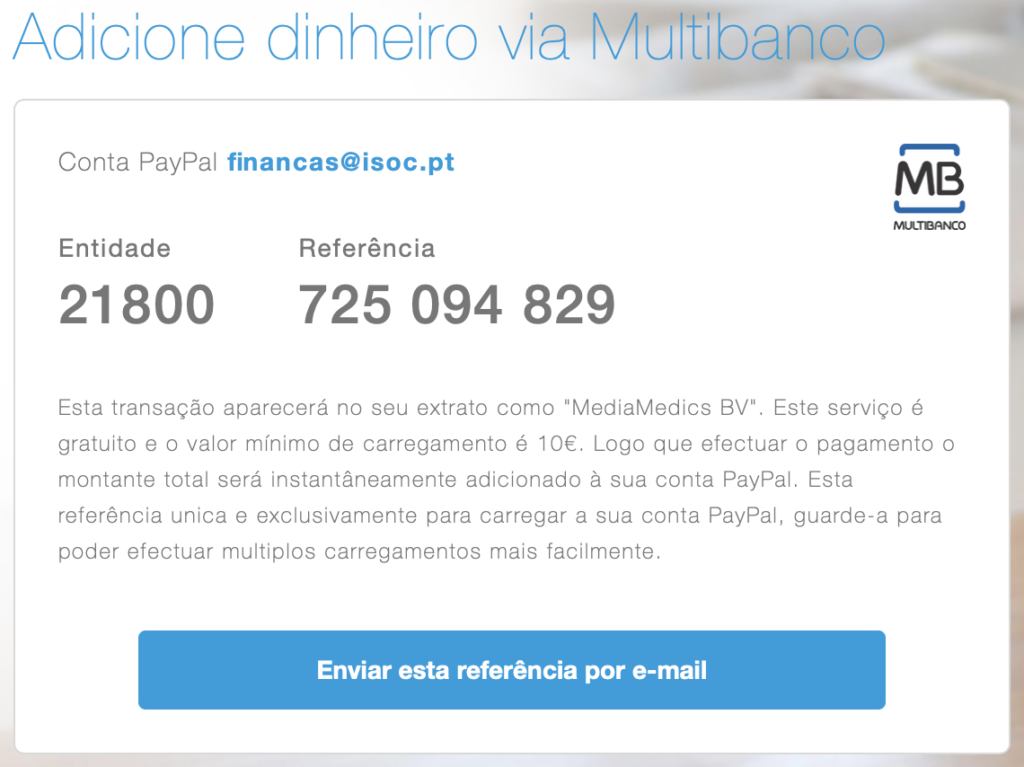 Adicione dinheiro via Multibanco
Conta PayPal financas@isoc.pt
MB
MULTIBANCO
Entidade Referência
21800 725 094 829
Esta transação aparecerá no seu extrato como "MediaMedics BV". Este serviço é
gratuito e o valor mínimo de carregamento é 10€. Logo que efectuar o pagamento o
montante total será instantâneamente adicionado à sua conta PayPal. Esta
referência unica e exclusivamente para carregar a sua conta PayPal, guarde-a para
poder efectuar multiplos carregamentos mais facilmente.
Enviar esta referência por e-mail